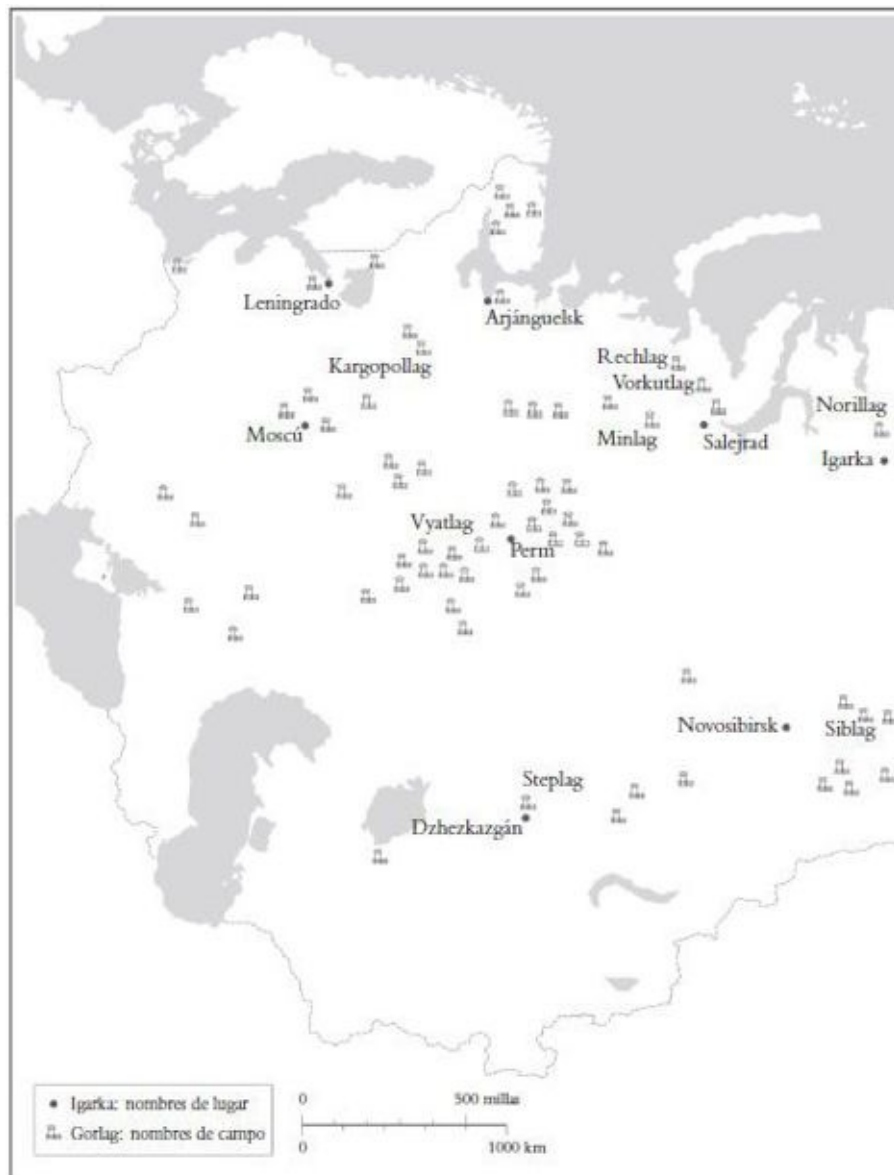 Leningrado
Arjánguelsk
Kargopollag
Rechlag
Vorkutlag
Norillag
Moscú
Minlag
Salejrad
Igarka
Vyatlag
Perm
Novosibirsk
Siblag
Steplag
Dzhezkazgán
Igarka: nombres de lugar
Gorlag: nombres de campo
0 500 millas
0 1000 km